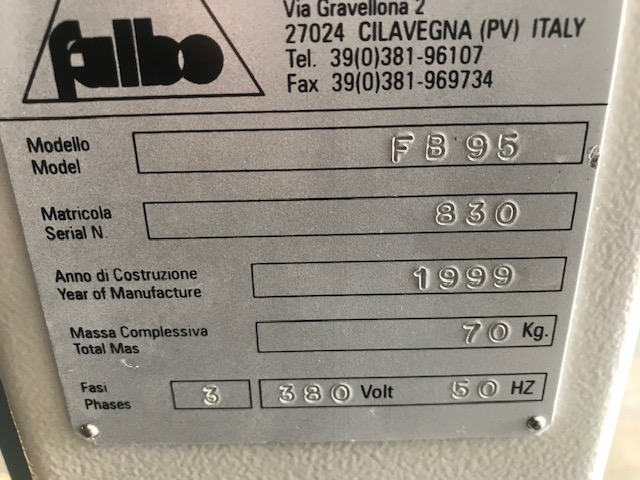 falbo
Via Gravellona 2
27024 CILAVEGNA (PV) ITALY
Tel. 39(0)381-96107
Fax 39(0)381-969734
Modello
Model
FB95
Matricola
Serial N.
830
Anno di Costruzione
Year of Manufacture
1999
Massa Complessiva
Total Mas
70 Kg.
Fasi
Phases
3
380 Volt 50 HZ